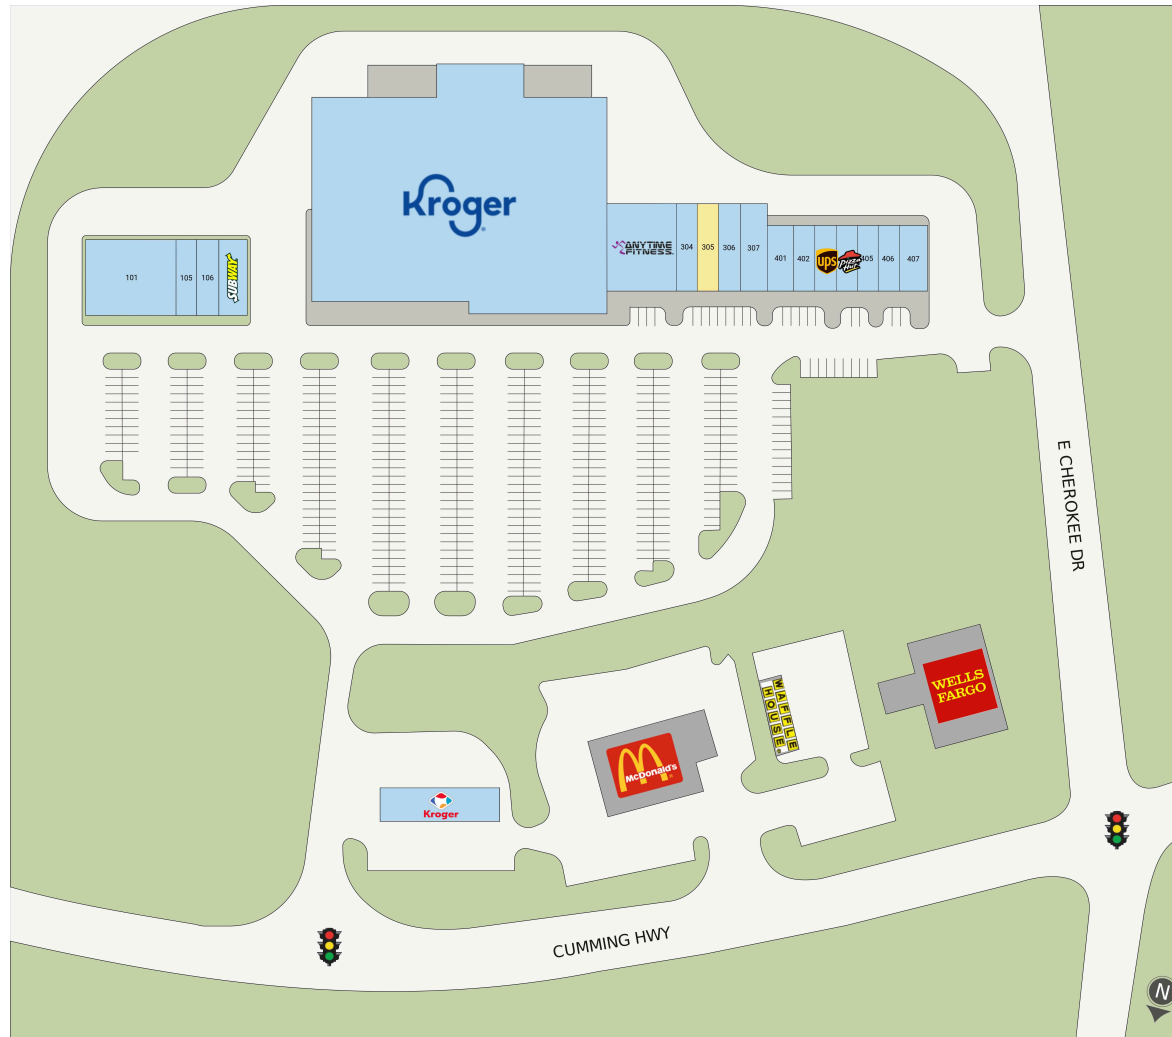 Kroger
ANYTIME
FITNESS.
304
305
306
307
401
402
ups
Pizza
Hut
405
406
407
101
105
106
SUBWAY
E CHEROKEE DR
WAFFLE
HOUSE
WELLS
FARGO
McDonald's
Kroger
CUMMING HWY
N